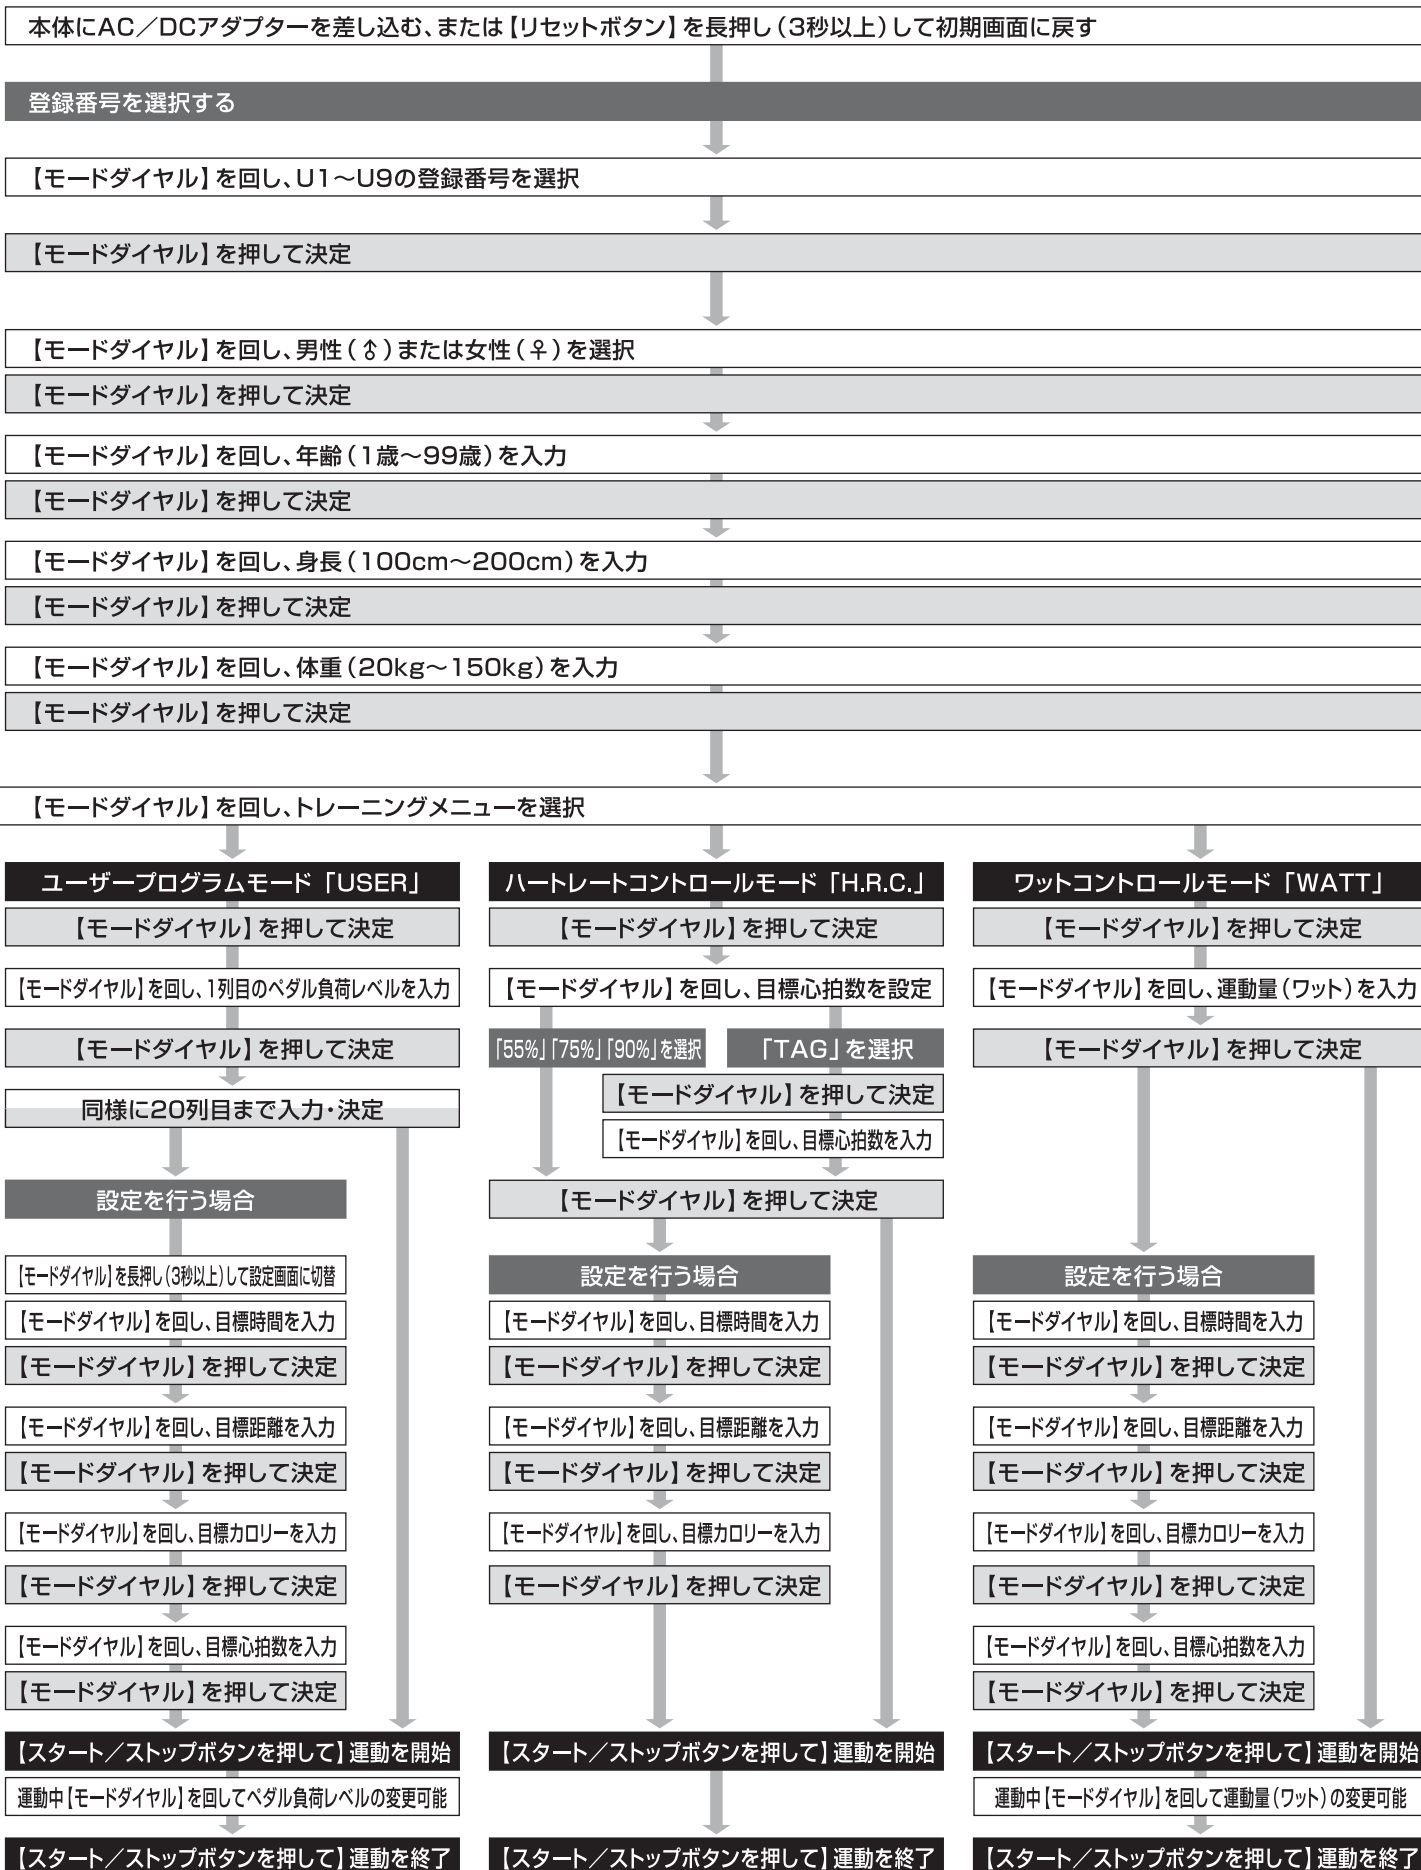 本体にAC／DCアダプターを差し込む、または【リセットボタン】を長押し（3秒以上）して初期画面に戻す
登録番号を選択する
【モードダイヤル】を回し、U1～U9の登録番号を選択
【モードダイヤル】を押して決定
【モードダイヤル】を回し、男性（♂）または女性（♀）を選択
【モードダイヤル】を押して決定
【モードダイヤル】を回し、年齢（1歳～99歳）を入力
【モードダイヤル】を押して決定
【モードダイヤル】を回し、身長（100cm～200cm）を入力
【モードダイヤル】を押して決定
【モードダイヤル】を回し、体重（20kg～150kg）を入力
【モードダイヤル】を押して決定
【モードダイヤル】を回し、トレーニングメニューを選択
ユーザープログラムモード「USER」
【モードダイヤル】を押して決定
【モードダイヤル】を回し、1列目のペダル負荷レベルを入力
【モードダイヤル】を押して決定
同様に20列目まで入力・決定
設定を行う場合
【モードダイヤル】を長押し（3秒以上）して設定画面に切替
【モードダイヤル】を回し、目標時間を入力
【モードダイヤル】を押して決定
【モードダイヤル】を回し、目標距離を入力
【モードダイヤル】を押して決定
【モードダイヤル】を回し、目標カロリーを入力
【モードダイヤル】を押して決定
【モードダイヤル】を回し、目標心拍数を入力
【モードダイヤル】を押して決定
【スタート／ストップボタンを押して】運動を開始
運動中【モードダイヤル】を回してペダル負荷レベルの変更可能
【スタート／ストップボタンを押して】運動を終了
ハートレートコントロールモード「H.R.C.」
【モードダイヤル】を押して決定
【モードダイヤル】を回し、目標心拍数を設定
「55%」「75%」「90%」を選択
「TAG」を選択
【モードダイヤル】を押して決定
【モードダイヤル】を回し、目標心拍数を入力
【モードダイヤル】を押して決定
設定を行う場合
【モードダイヤル】を回し、目標時間を入力
【モードダイヤル】を押して決定
【モードダイヤル】を回し、目標距離を入力
【モードダイヤル】を押して決定
【モードダイヤル】を回し、目標カロリーを入力
【モードダイヤル】を押して決定
【スタート／ストップボタンを押して】運動を開始
【スタート／ストップボタンを押して】運動を終了
ワットコントロールモード「WATT」
【モードダイヤル】を押して決定
【モードダイヤル】を回し、運動量（ワット）を入力
【モードダイヤル】を押して決定
設定を行う場合
【モードダイヤル】を回し、目標時間を入力
【モードダイヤル】を押して決定
【モードダイヤル】を回し、目標距離を入力
【モードダイヤル】を押して決定
【モードダイヤル】を回し、目標カロリーを入力
【モードダイヤル】を押して決定
【モードダイヤル】を回し、目標心拍数を入力
【モードダイヤル】を押して決定
【スタート／ストップボタンを押して】運動を開始
運動中【モードダイヤル】を回して運動量（ワット）の変更可能
【スタート／ストップボタンを押して】運動を終了